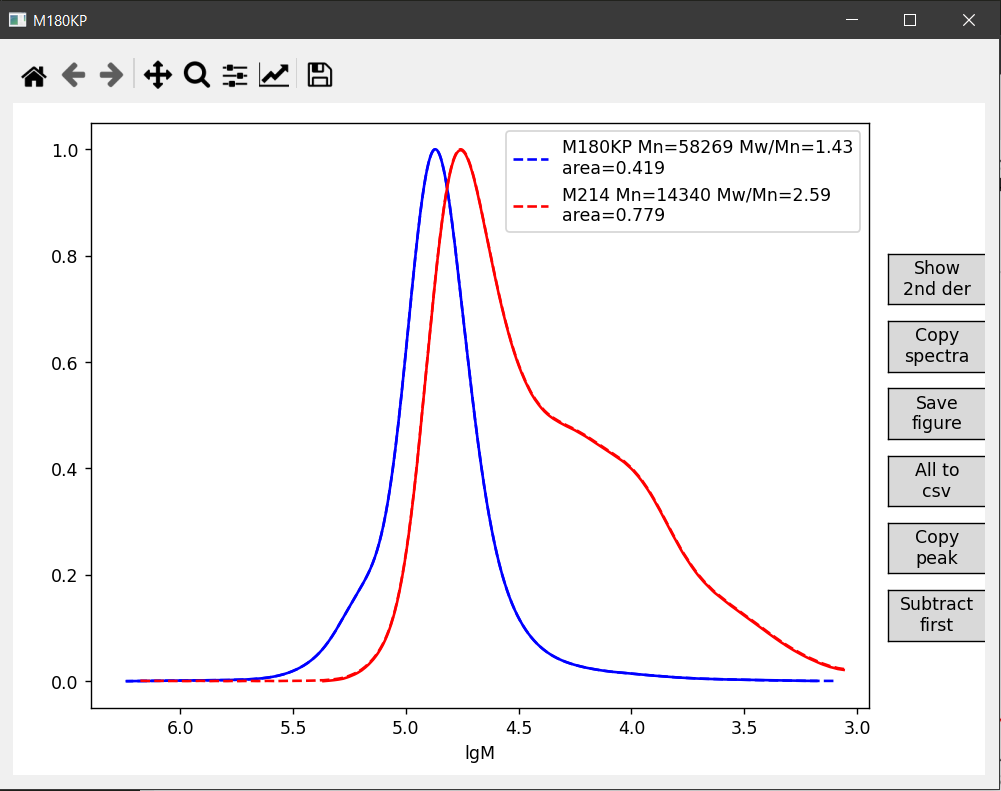 M180KP
M180KP Mn=58269 Mw/Mn=1.43
area=0.419
M214 Mn=14340 Mw/Mn=2.59
area=0.779
1.0
0.8
0.6
0.4
0.2
0.0
6.0
5.5
5.0
4.5
4.0
3.5
3.0
lgM
Show
2nd der
Copy
spectra
Save
figure
All to
csv
Copy
peak
Subtract
first